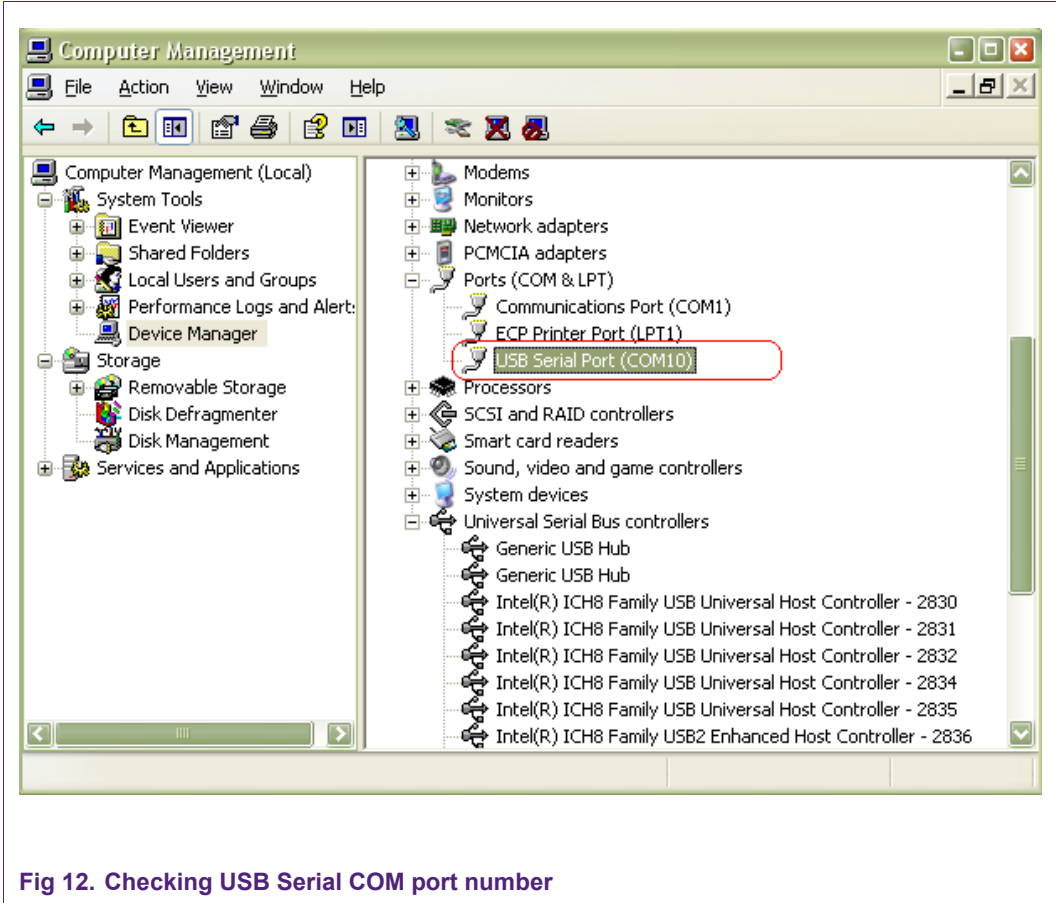 Computer Management
File Action View Window Help
Computer Management (Local)
System Tools
Event Viewer
Shared Folders
Local Users and Groups
Performance Logs and Alert
Device Manager
Storage
Removable Storage
Disk Defragmenter
Disk Management
Services and Applications
Modems
Monitors
Network adapters
PCMCIA adapters
Ports (COM & LPT)
Communications Port (COM1)
ECP Printer Port (LPT1)
USB Serial Port (COM10)
Processors
SCSI and RAID controllers
Smart card readers
Sound, video and game controllers
System devices
Universal Serial Bus controllers
Generic USB Hub
Generic USB Hub
Intel(R) ICH8 Family USB Universal Host Controller - 2830
Intel(R) ICH8 Family USB Universal Host Controller - 2831
Intel(R) ICH8 Family USB Universal Host Controller - 2832
Intel(R) ICH8 Family USB Universal Host Controller - 2834
Intel(R) ICH8 Family USB Universal Host Controller - 2835
Intel(R) ICH8 Family USB2 Enhanced Host Controller - 2836
Fig 12. Checking USB Serial COM port number